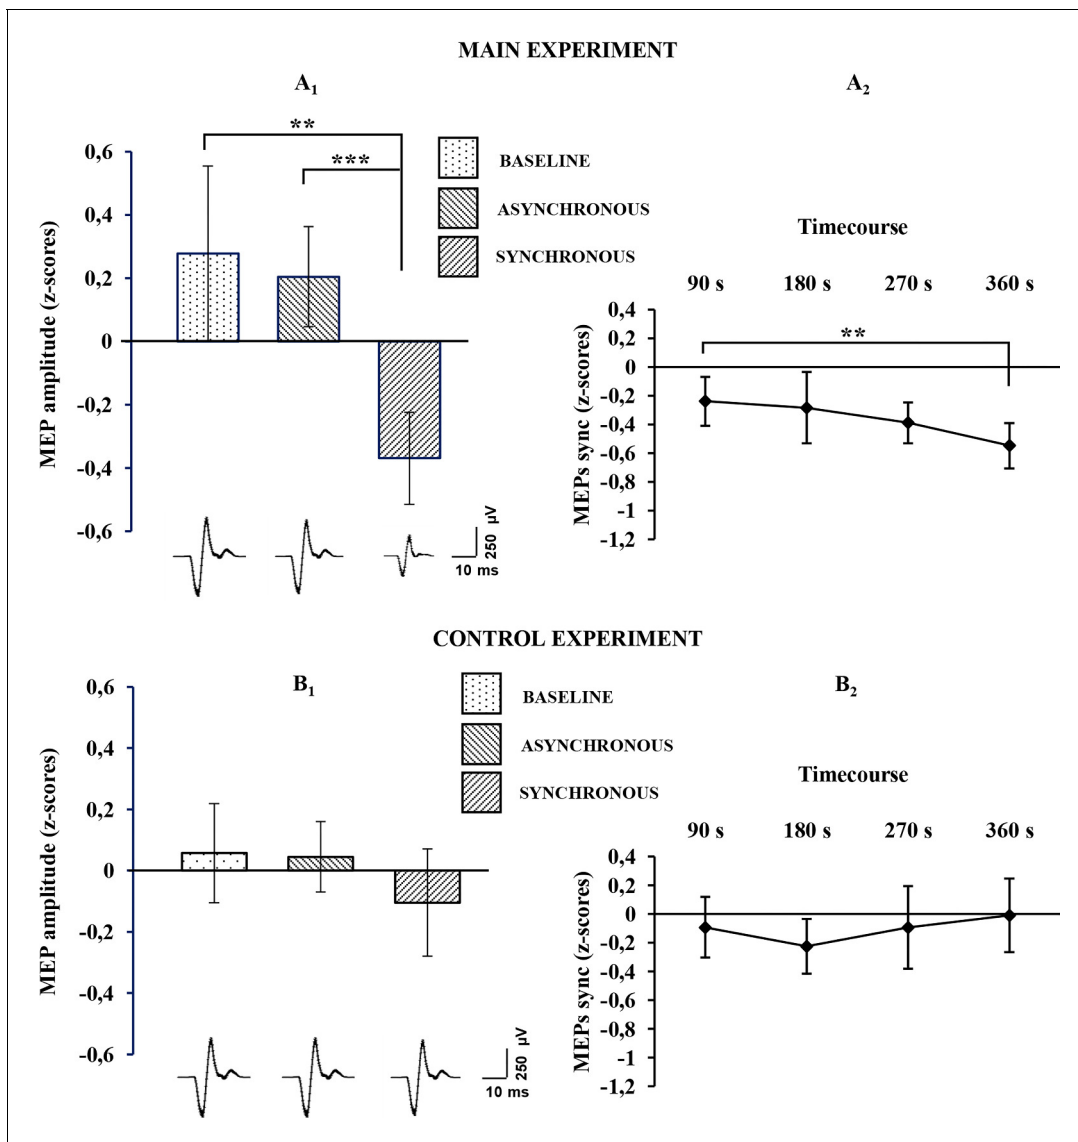 MAIN EXPERIMENT
A1
A2
**
***
BASELINE
ASYNCHRONOUS
SYNCHRONOUS
MEP amplitude (z-scores)
0,6
0,4
0,2
0
-0,2
-0,4
-0,6
250 µV
10 ms
Timecourse
90 s 180 s 270 s 360 s
**
MEPs sync (z-scores)
0,4
0,2
0
-0,2
-0,4
-0,6
-0,8
-1
-1,2
CONTROL EXPERIMENT
B1
B2
BASELINE
ASYNCHRONOUS
SYNCHRONOUS
MEP amplitude (z-scores)
0,6
0,4
0,2
0
-0,2
-0,4
-0,6
250 µV
10 ms
Timecourse
90 s 180 s 270 s 360 s
MEPs sync (z-scores)
0,4
0,2
0
-0,2
-0,4
-0,6
-0,8
-1
-1,2